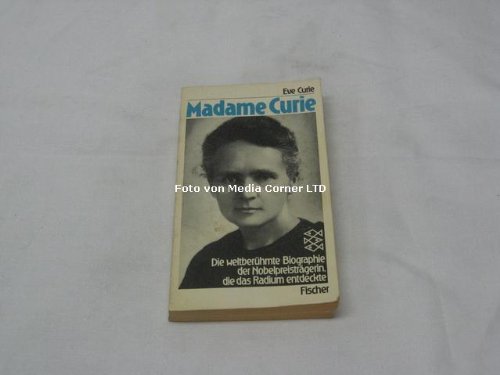 Eve Curie
Madame Curie
Foto von Media Corner LTD
Die weltberühmte Biographie
der Nobelpreisträgerin,
die das Radium entdeckte
Fischer